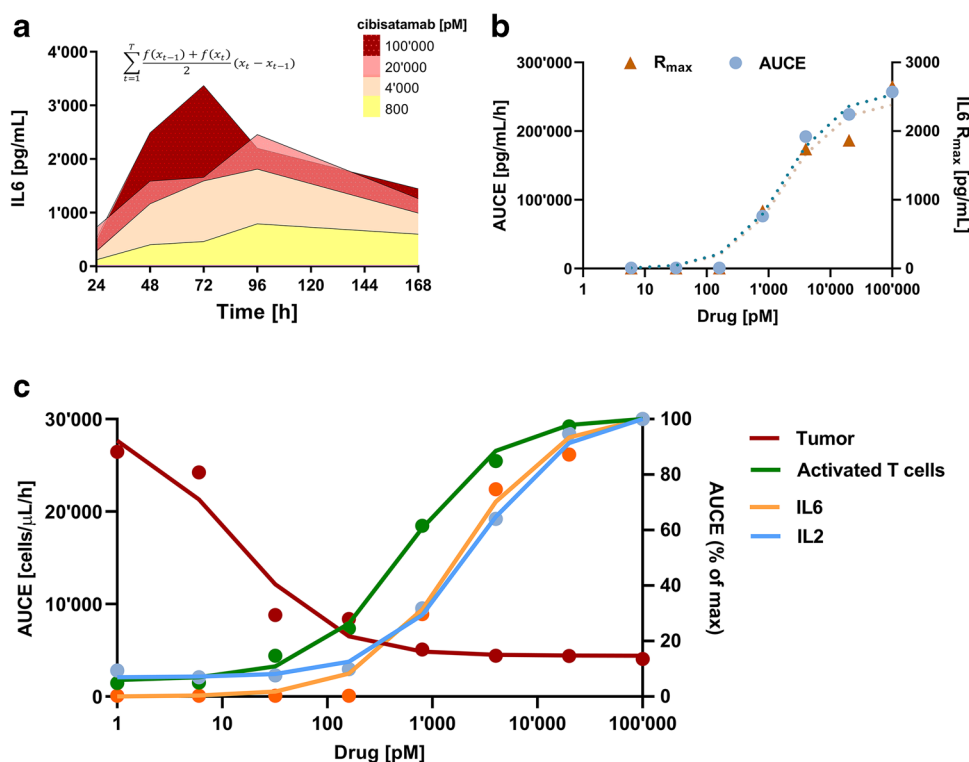 a
cibisatamab [pM]
100'000
20'000
4'000
800
∑_{t=1}^{T} (f(x_{t-1}) + f(x_t))/2 (x_t − x_{t-1})
4'000
3'000
2'000
1'000
0
IL6 [pg/mL]
24 48 72 96 120 144 168
Time [h]
b
R_max AUCE
300'000
200'000
100'000
0
AUCE [pg/mL/h]
3000
2000
1000
0
IL6 R_max [pg/mL]
1 10 100 1'000 10'000 100'000
Drug [pM]
c
30'000
20'000
10'000
0
AUCE [cells/μL/h]
100
80
60
40
20
0
AUCE (% of max)
1 10 100 1'000 10'000 100'000
Drug [pM]
Tumor
Activated T cells
IL6
IL2